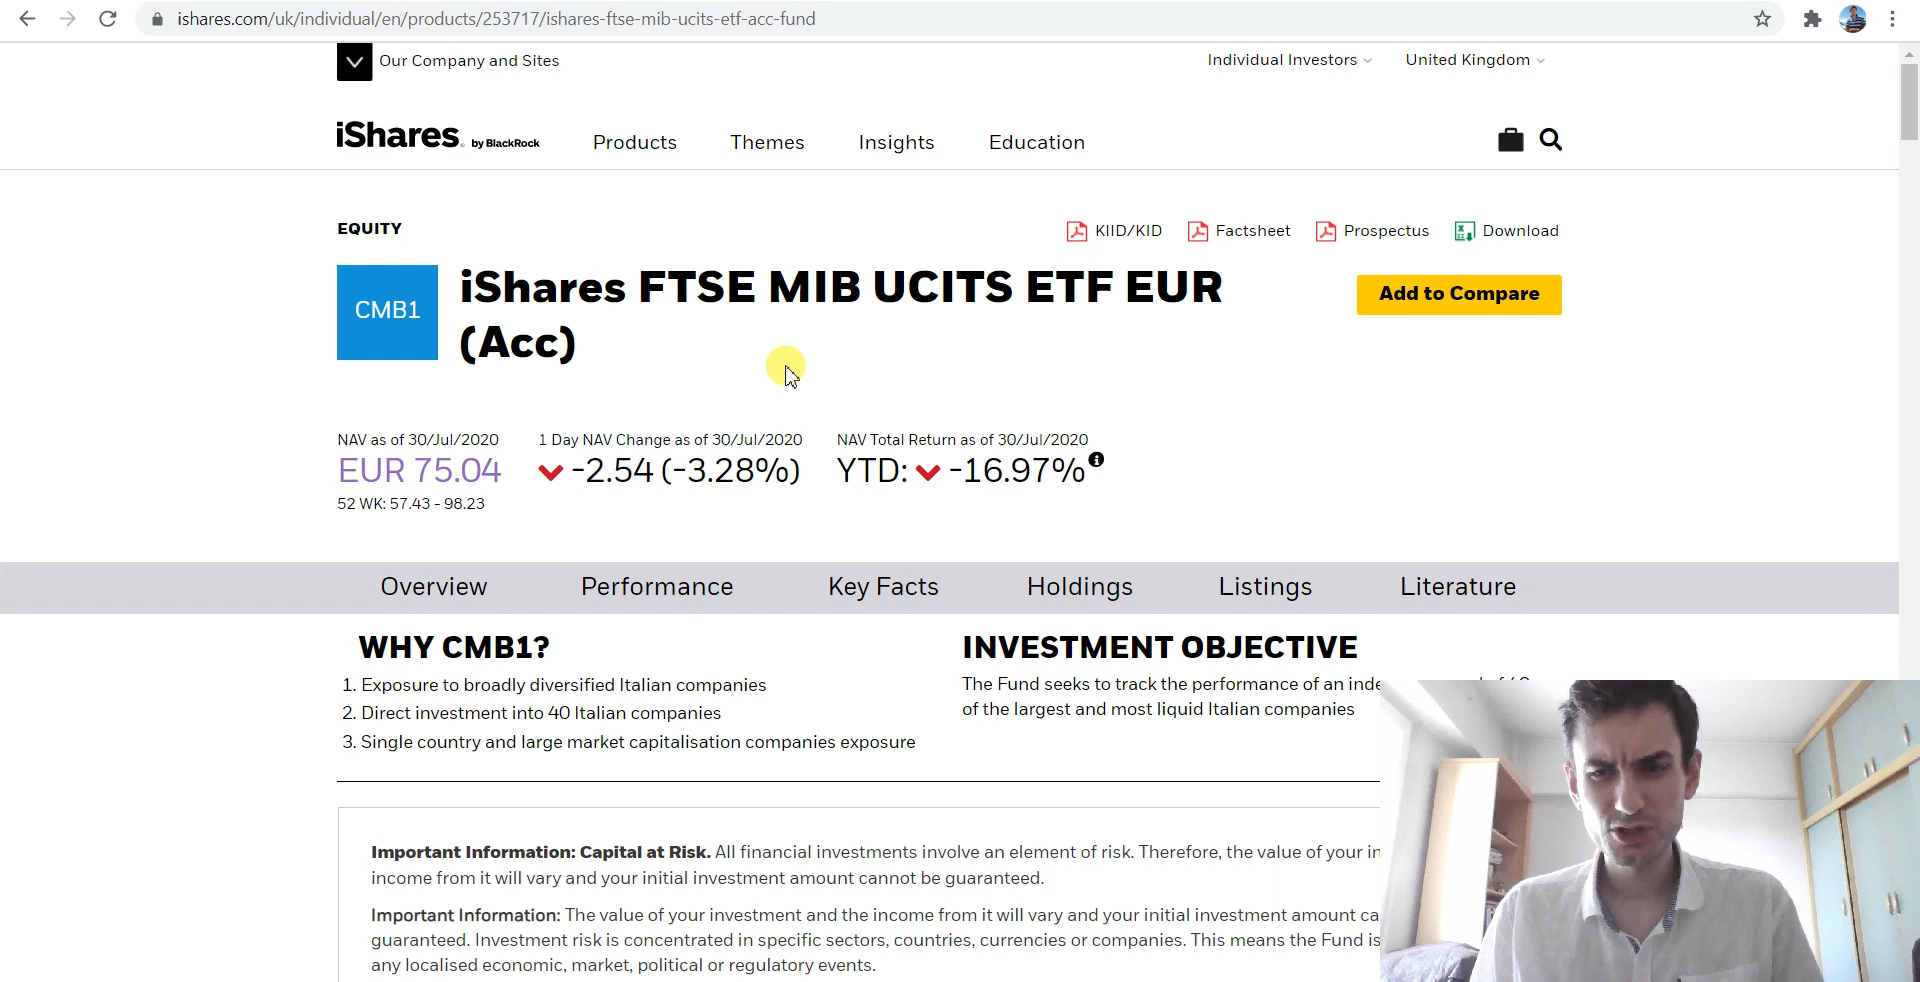 ishares.com/uk/individual/en/products/253717/ishares-ftse-mib-ucits-etf-acc-fund
Our Company and Sites
Individual Investors
United Kingdom
iShares. by BlackRock
Products
Themes
Insights
Education
EQUITY
KIID/KID
Factsheet
Prospectus
Download
CMB1
iShares FTSE MIB UCITS ETF EUR
(Acc)
Add to Compare
NAV as of 30/Jul/2020
EUR 75.04
52 WK: 57.43 - 98.23
1 Day NAV Change as of 30/Jul/2020
-2.54 (-3.28%)
NAV Total Return as of 30/Jul/2020
YTD: -16.97%
Overview
Performance
Key Facts
Holdings
Listings
Literature
WHY CMB1?
1. Exposure to broadly diversified Italian companies
2. Direct investment into 40 Italian companies
3. Single country and large market capitalisation companies exposure
INVESTMENT OBJECTIVE
The Fund seeks to track the performance of an
of the largest and most liquid Italian companies
Important Information: Capital at Risk. All financial investments involve an element of risk. Therefore, the value of your
income from it will vary and your initial investment amount cannot be guaranteed.
Important Information: The value of your investment and the income from it will vary and your initial investment amount
guaranteed. Investment risk is concentrated in specific sectors, countries, currencies or companies. This means the Fund is
any localised economic, market, political or regulatory events.